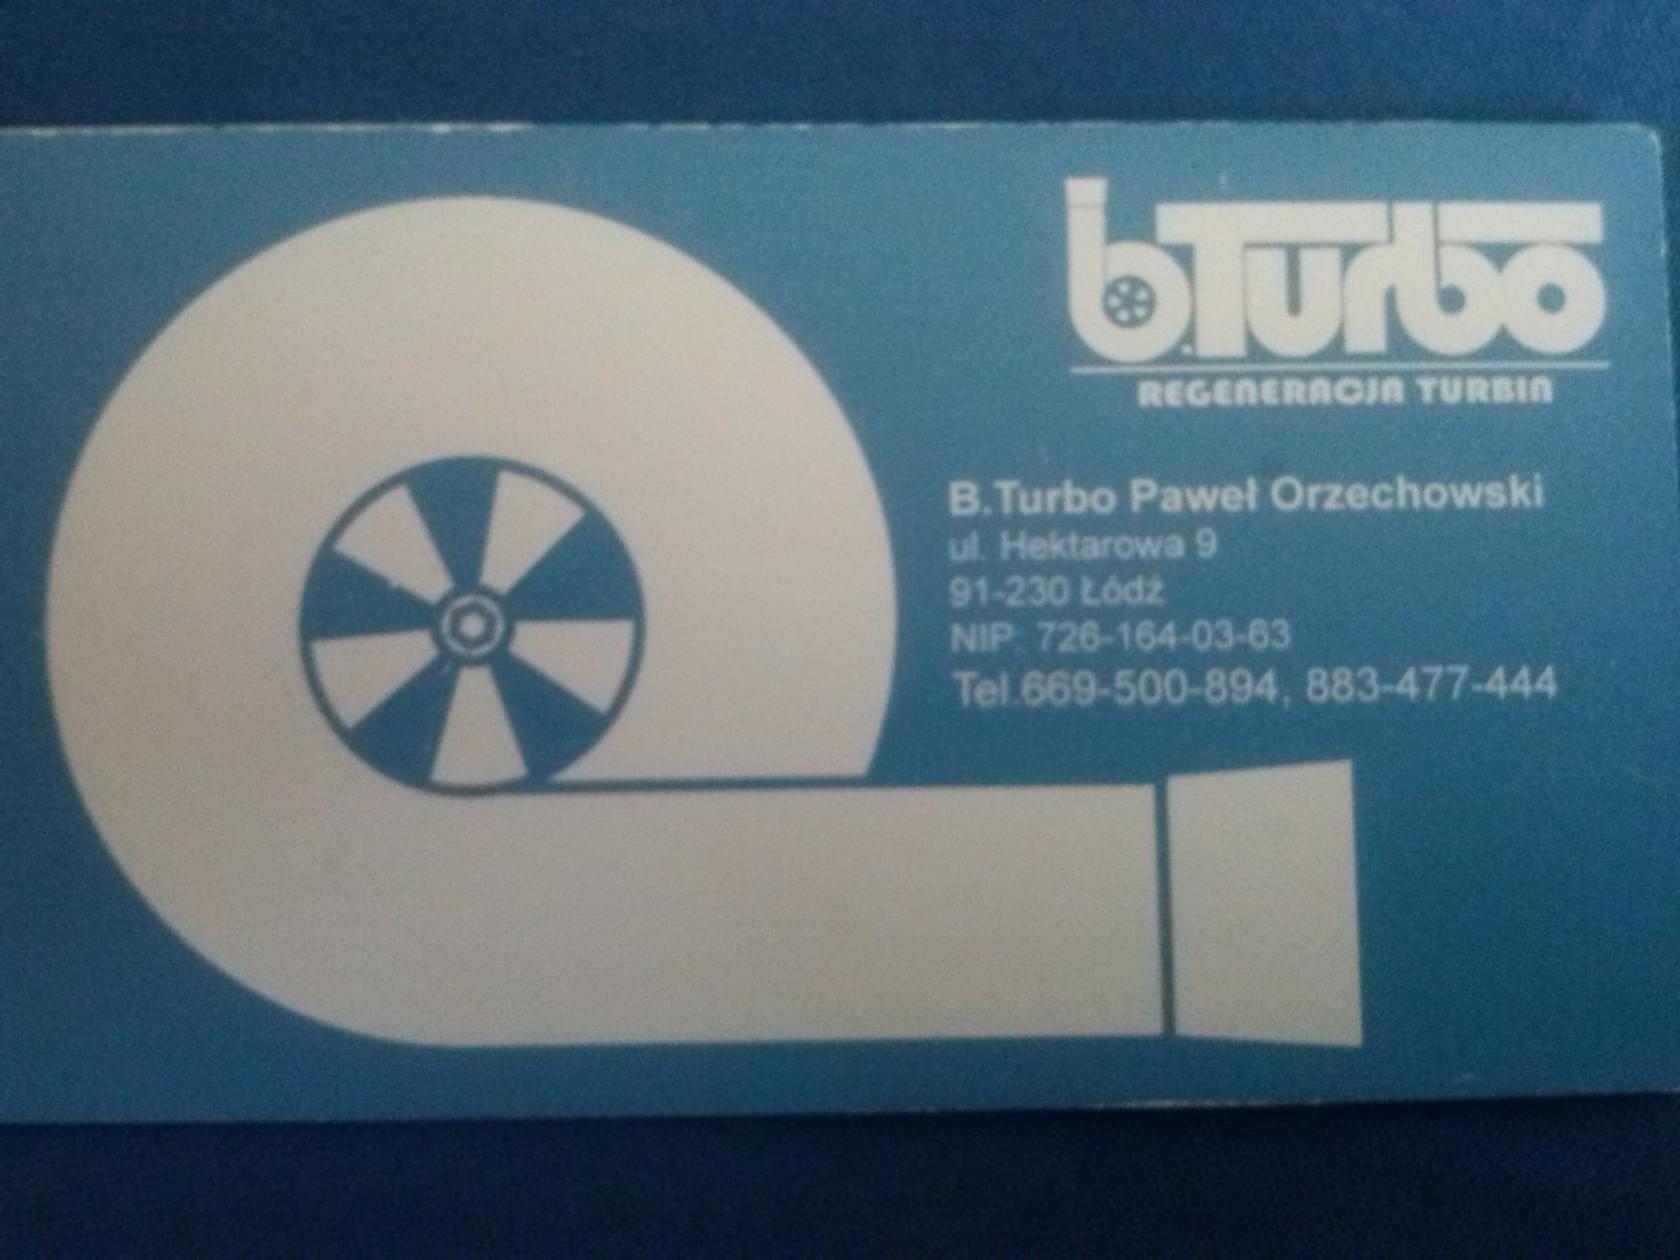 b.Turbo
REGENERACJA TURBIN
B.Turbo Paweł Orzechowski
ul. Hektarowa 9
91-230 Łódź
NIP: 726-164-03-63
Tel.669-500-894, 883-477-444